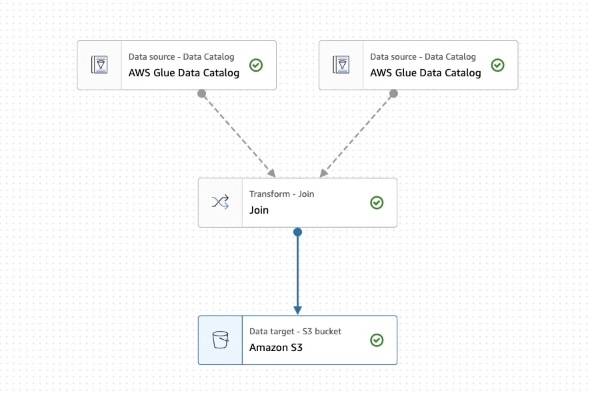 Data source - Data Catalog
AWS Glue Data Catalog
Data source - Data Catalog
AWS Glue Data Catalog
Transform - Join
Join
Data target - S3 bucket
Amazon S3